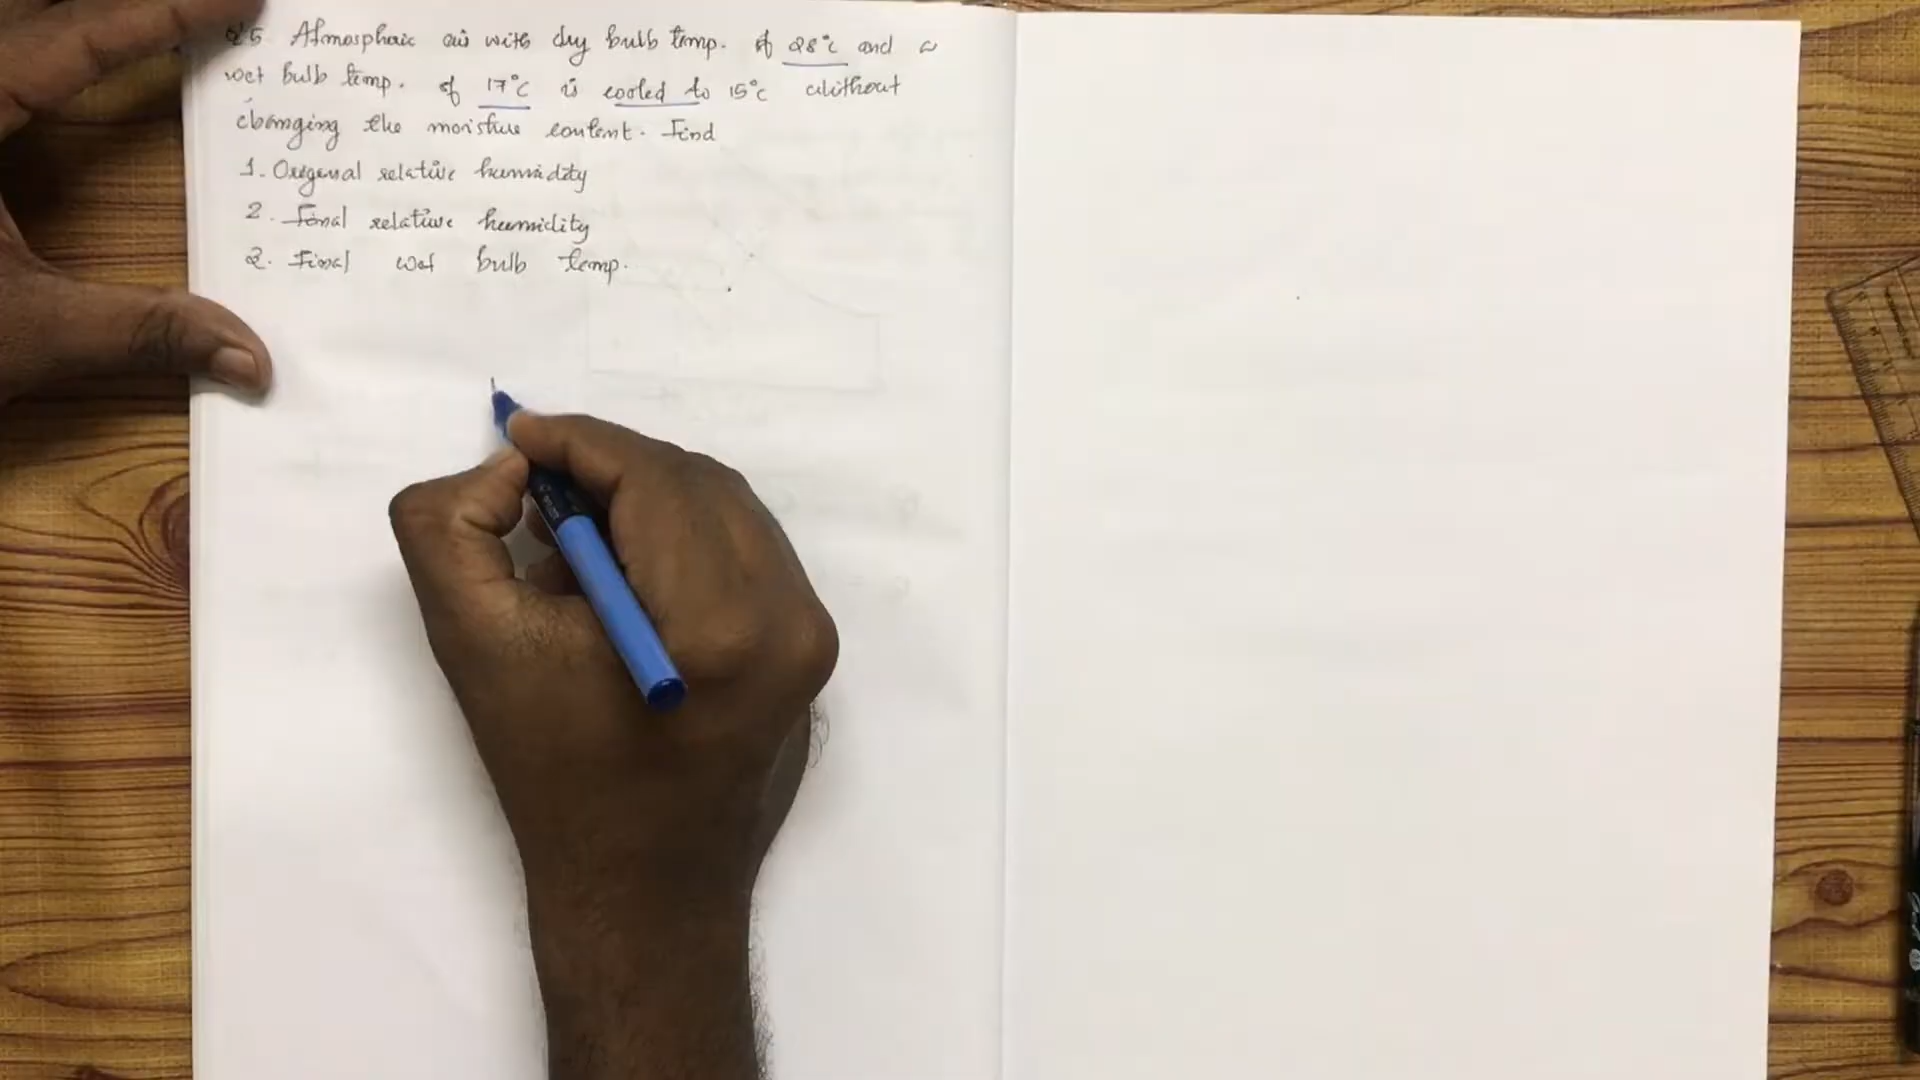 Q5 Atmospheric air with dry bulb temp. of 28°C and a
wet bulb temp. of 17°C is cooled to 15°C without
changing the moisture content. Find
1. Original relative humidity
2. Final relative humidity
2. Final wet bulb temp.